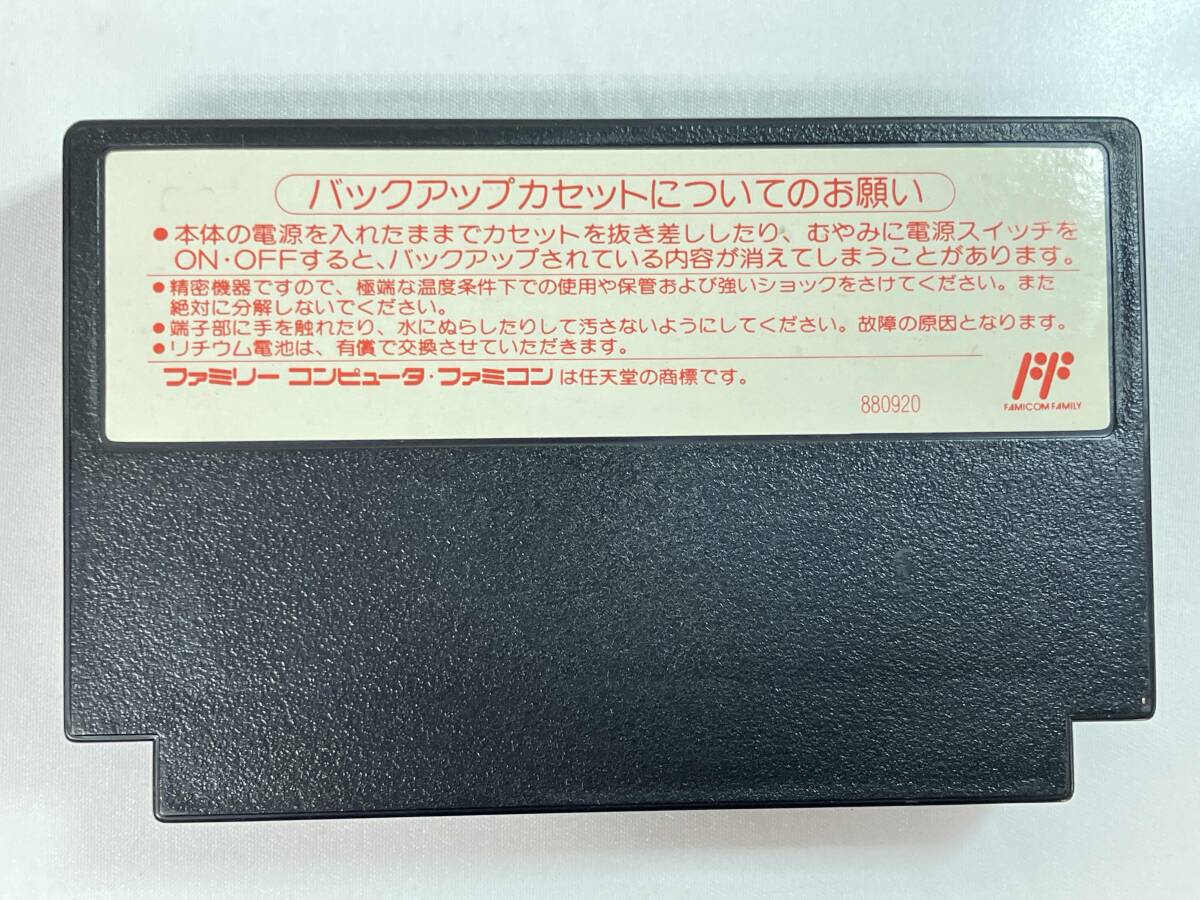 バックアップカセットについてのお願い
●本体の電源を入れたままでカセットを抜き差ししたり、むやみに電源スイッチを
ON・OFFすると、バックアップされている内容が消えてしまうことがあります。
●精密機器ですので、極端な温度条件下での使用や保管および強いショックをさけてください。また
絶対に分解しないでください。
●端子部に手を触れたり、水にぬらしたりして汚さないようにしてください。故障の原因となります。
●リチウム電池は、有償で交換させていただきます。
ファミリー コンピュータ・ファミコンは任天堂の商標です。
880920
FAMICOM FAMILY